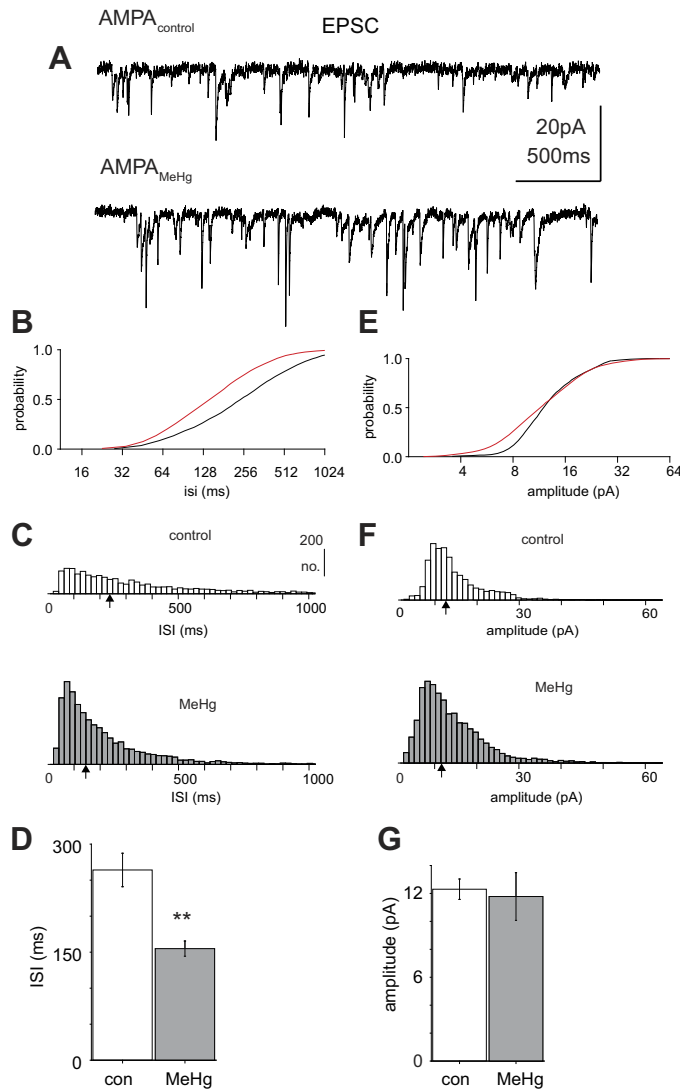 AMPAcontrol EPSC
A
20pA
500ms
AMPAMeHg
B
1.0
0.5
0.0
probability
16 32 64 128 256 512 1024
isi (ms)
E
1.0
0.5
0.0
probability
4 8 16 32 64
amplitude (pA)
C
control
200
no.
0 500 1000
ISI (ms)
MeHg
0 500 1000
ISI (ms)
F
control
0 30 60
amplitude (pA)
MeHg
0 30 60
amplitude (pA)
D
300
150
0
ISI (ms)
**
con MeHg
G
12
6
0
amplitude (pA)
con MeHg